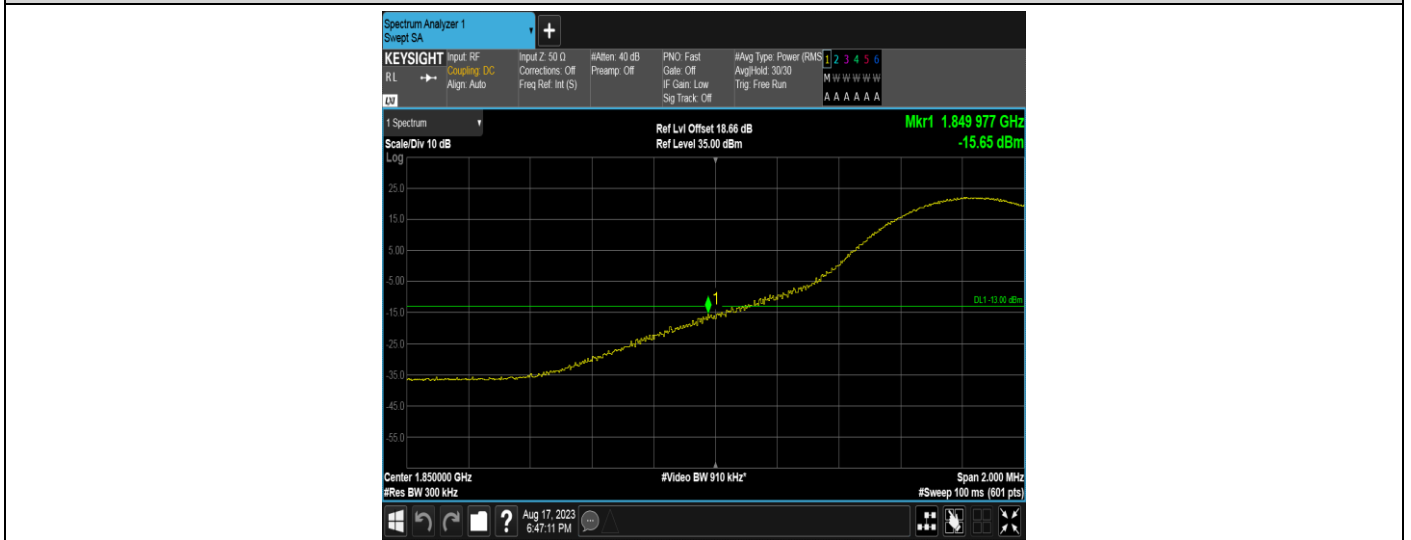 Spectrum Analyzer 1
Swept SA
+
KEYSIGHT
RL
LXI
Input: RF
Coupling: DC
Align: Auto
Input Z: 50 Ω
Corrections: Off
Freq Ref: Int (S)
#Atten: 40 dB
Preamp: Off
PNO: Fast
Gate: Off
IF Gain: Low
Sig Track: Off
#Avg Type: Power (RMS
Avg|Hold: 30/30
Trig: Free Run
1 2 3 4 5 6
M W W W W W
A A A A A A
1 Spectrum
Scale/Div 10 dB
Log
Ref Lvl Offset 18.66 dB
Ref Level 35.00 dBm
Mkr1 1.849 977 GHz
-15.65 dBm
25.0
15.0
5.00
-5.00
-15.0
-25.0
-35.0
-45.0
-55.0
1
DL1 -13.00 dBm
Center 1.850000 GHz
#Res BW 300 kHz
#Video BW 910 kHz*
Span 2.000 MHz
#Sweep 100 ms (601 pts)
?
Aug 17, 2023
6:47:11 PM